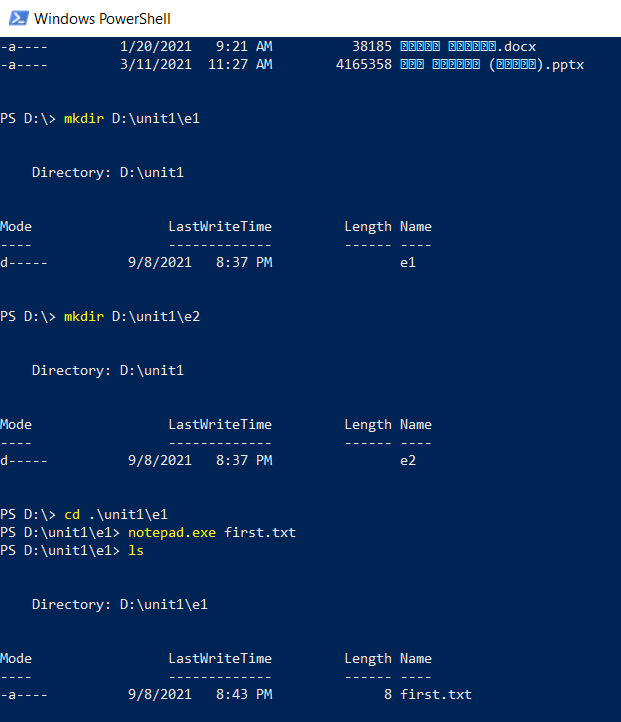 Windows PowerShell
-a---- 1/20/2021 9:21 AM 38185 .docx
-a---- 3/11/2021 11:27 AM 4165358 ( ).pptx
PS D:\> mkdir D:\unit1\e1
Directory: D:\unit1
Mode LastWriteTime Length Name
---- ------------- ------ ----
d----- 9/8/2021 8:37 PM e1
PS D:\> mkdir D:\unit1\e2
Directory: D:\unit1
Mode LastWriteTime Length Name
---- ------------- ------ ----
d----- 9/8/2021 8:37 PM e2
PS D:\> cd .\unit1\e1
PS D:\unit1\e1> notepad.exe first.txt
PS D:\unit1\e1> ls
Directory: D:\unit1\e1
Mode LastWriteTime Length Name
---- ------------- ------ ----
-a---- 9/8/2021 8:43 PM 8 first.txt